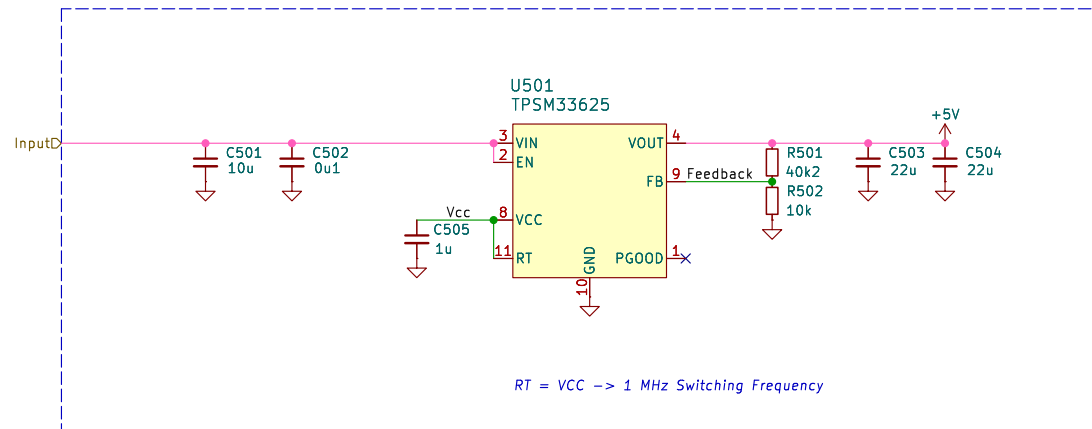 U501
TPSM33625
+5V
Input
C501
10u
C502
0u1
3
VIN
2
EN
VOUT
4
R501
40k2
C503
22u
C504
22u
FB
9
Feedback
R502
10k
Vcc
8
VCC
C505
1u
11
RT
GND
10
PGOOD
1
RT = VCC -> 1 MHz Switching Frequency